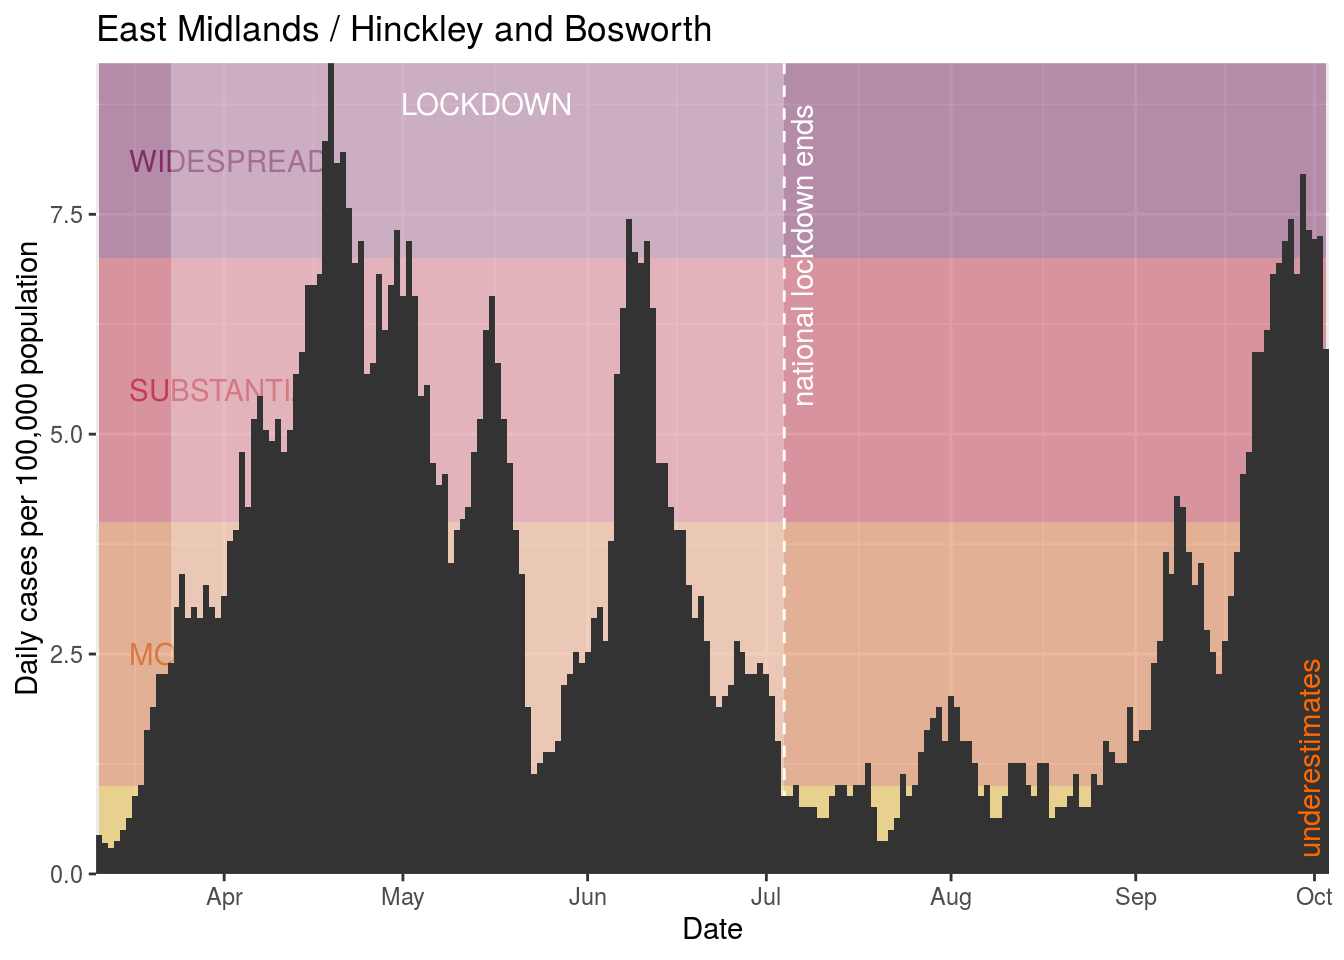 East Midlands / Hinckley and Bosworth
LOCKDOWN
WIDESPREAD
SUBSTANTI
MO
national lockdown ends
underestimates
Daily cases per 100,000 population
7.5
5.0
2.5
0.0
Apr May Jun Jul Aug Sep Oct
Date